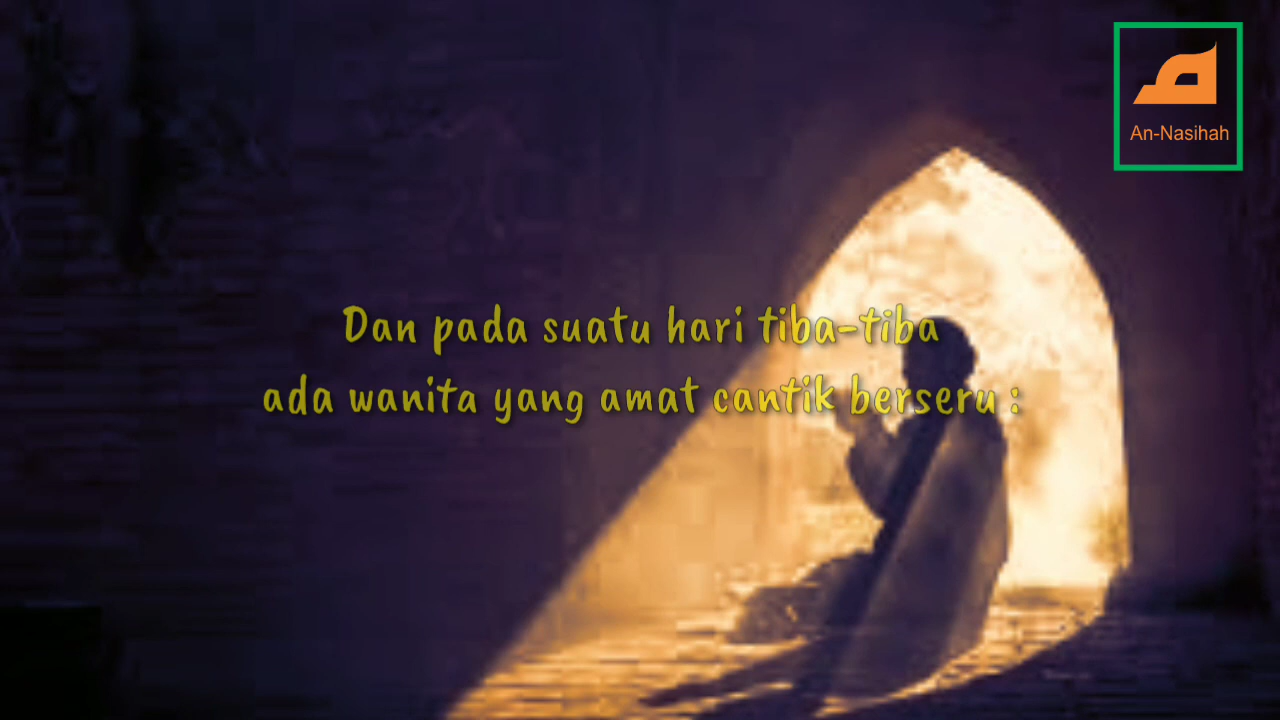 An-Nasihah
Dan pada suatu hari tiba-tiba
ada wanita yang amat cantik berseru :